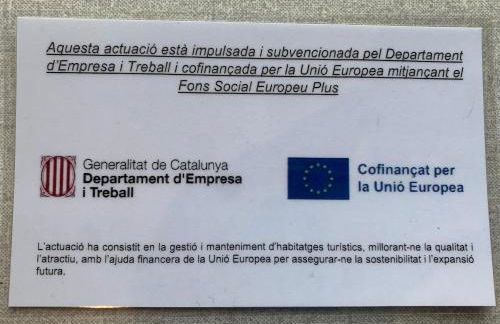 Aquesta actuació està impulsada i subvencionada pel Departament
d'Empresa i Treball i cofinançada per la Unió Europea mitjançant el
Fons Social Europeu Plus
Generalitat de Catalunya
Departament d'Empresa
i Treball
Cofinançat per
la Unió Europea
L'actuació ha consistit en la gestió i manteniment d'habitatges turístics, millorant-ne la qualitat i
l'atractiu, amb l'ajuda financera de la Unió Europea per assegurar-ne la sostenibilitat i l'expansió
futura.